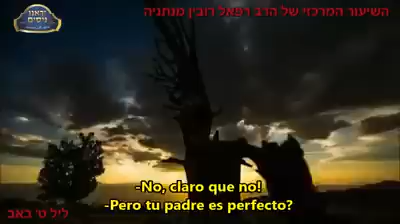 השיעור המרכזי של הרב רפאל רובין מנתניה
-No, claro que no!
-Pero tu padre es perfecto?
ליל ט' באב